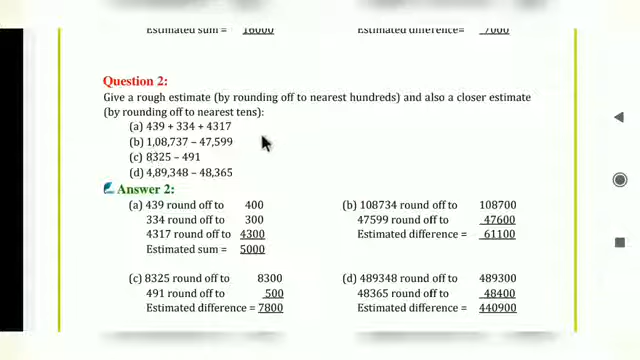 Estimated sum = 16000
Estimated difference= 7000
Question 2:
Give a rough estimate (by rounding off to nearest hundreds) and also a closer estimate
(by rounding off to nearest tens):
(a) 439 + 334 + 4317
(b) 1,08,737 – 47,599
(c) 8325 – 491
(d) 4,89,348 – 48,365
Answer 2:
(a) 439 round off to 400
334 round off to 300
4317 round off to 4300
Estimated sum = 5000
(b) 108734 round off to 108700
47599 round off to 47600
Estimated difference = 61100
(c) 8325 round off to 8300
491 round off to 500
Estimated difference = 7800
(d) 489348 round off to 489300
48365 round off to 48400
Estimated difference = 440900